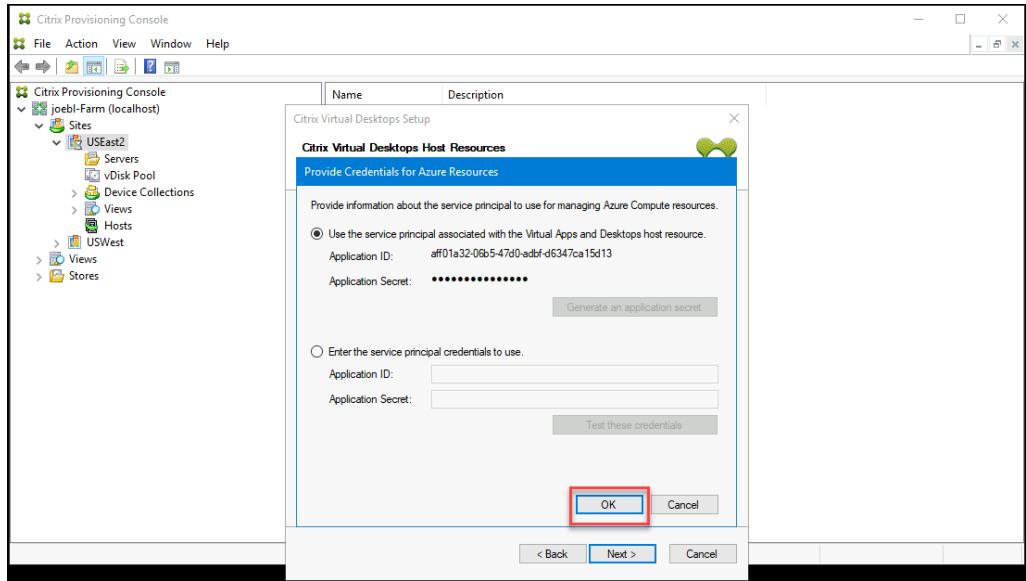 Citrix Provisioning Console
File Action View Window Help
Citrix Provisioning Console
joebl-Farm (localhost)
Sites
USEast2
Servers
vDisk Pool
Device Collections
Views
Hosts
USWest
Views
Stores
Name Description
Citrix Virtual Desktops Setup
Citrix Virtual Desktops Host Resources
Provide Credentials for Azure Resources
Provide information about the service principal to use for managing Azure Compute resources.
Use the service principal associated with the Virtual Apps and Desktops host resource.
Application ID: aff01a32-06b5-47d0-adbf-d6347ca15d13
Application Secret: •••••••••••••••
Generate an application secret
Enter the service principal credentials to use.
Application ID:
Application Secret:
Test these credentials
OK Cancel
< Back Next > Cancel